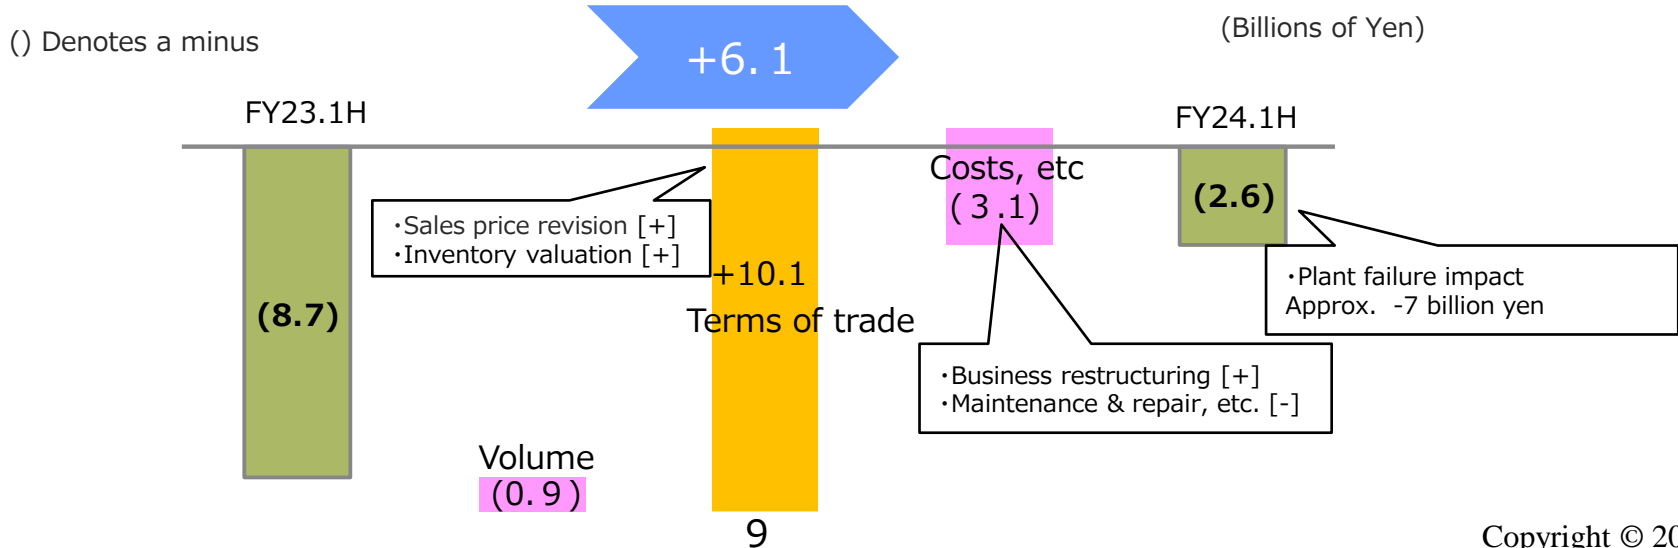 () Denotes a minus
+6.1
(Billions of Yen)
FY23.1H
FY24.1H
Costs, etc
(3.1)
(2.6)
・Sales price revision [+]
・Inventory valuation [+]
+10.1
Terms of trade
(8.7)
・Plant failure impact
Approx. -7 billion yen
・Business restructuring [+]
・Maintenance & repair, etc. [-]
Volume
(0.9)
9
Copyright © 20